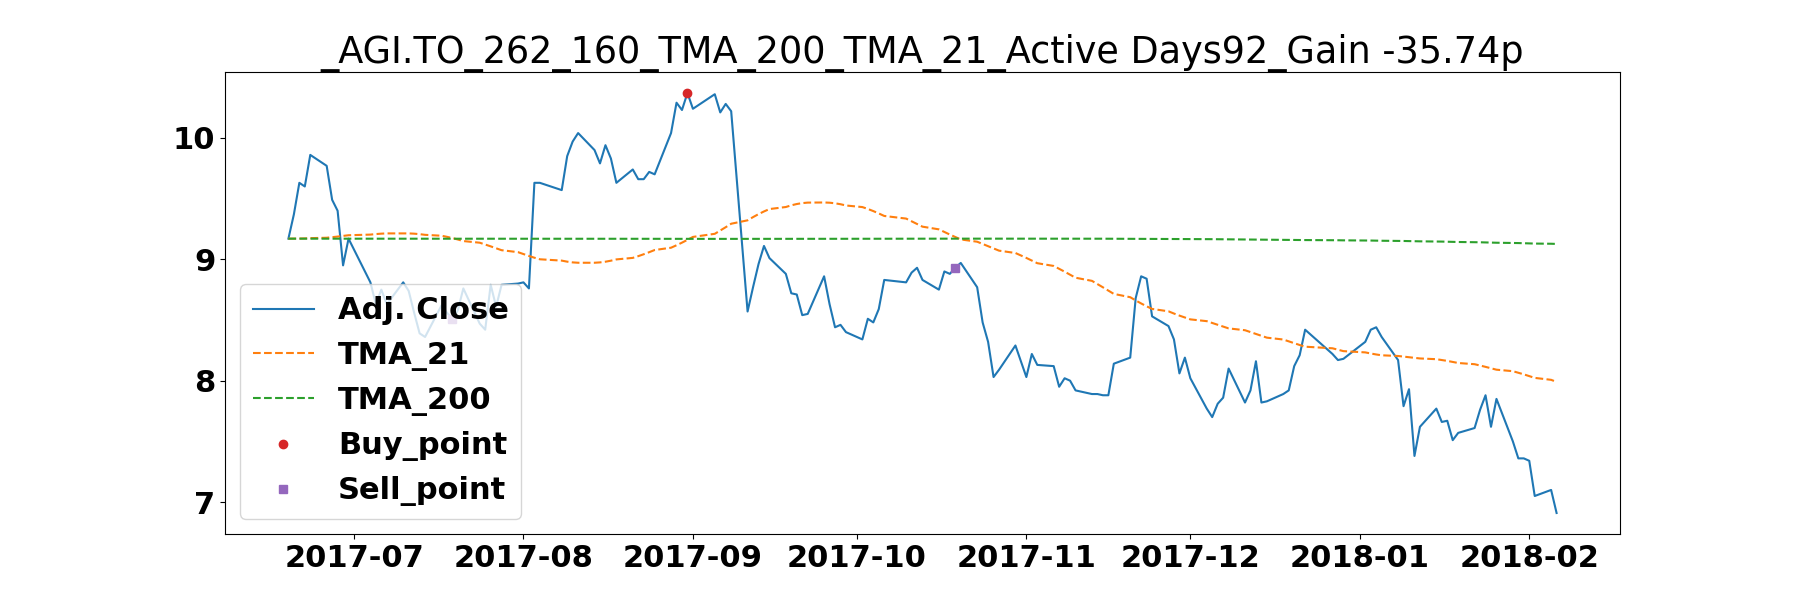 _AGI.TO_262_160_TMA_200_TMA_21_Active Days92_Gain -35.74p
10
9
8
7
Adj. Close
TMA_21
TMA_200
Buy_point
Sell_point
2017-07 2017-08 2017-09 2017-10 2017-11 2017-12 2018-01 2018-02